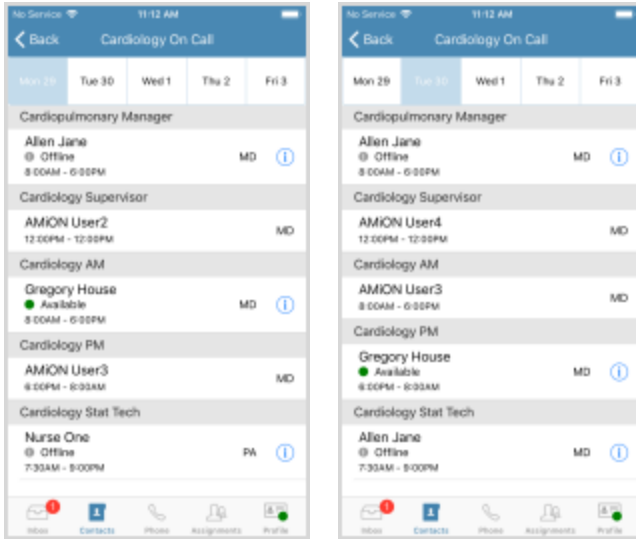 No Service 11:12 AM
Back Cardiology On Call
Mon 29 Tue 30 Wed 1 Thu 2 Fri 3
Cardiopulmonary Manager
Allen Jane
Offline MD
8:00AM - 6:00PM
Cardiology Supervisor
AMiON User2 MD
12:00PM - 12:00PM
Cardiology AM
Gregory House
Available MD
8:00AM - 6:00PM
Cardiology PM
AMiON User3 MD
6:00PM - 8:00AM
Cardiology Stat Tech
Nurse One
Offline PA
7:30AM - 9:00PM
1
Inbox Contacts Phone Assignments Profile
No Service 11:12 AM
Back Cardiology On Call
Mon 29 Tue 30 Wed 1 Thu 2 Fri 3
Cardiopulmonary Manager
Allen Jane
Offline MD
8:00AM - 6:00PM
Cardiology Supervisor
AMiON User4 MD
12:00PM - 12:00PM
Cardiology AM
AMiON User3 MD
8:00AM - 6:00PM
Cardiology PM
Gregory House
Available MD
6:00PM - 8:00AM
Cardiology Stat Tech
Allen Jane
Offline MD
7:30AM - 9:00PM
1
Inbox Contacts Phone Assignments Profile